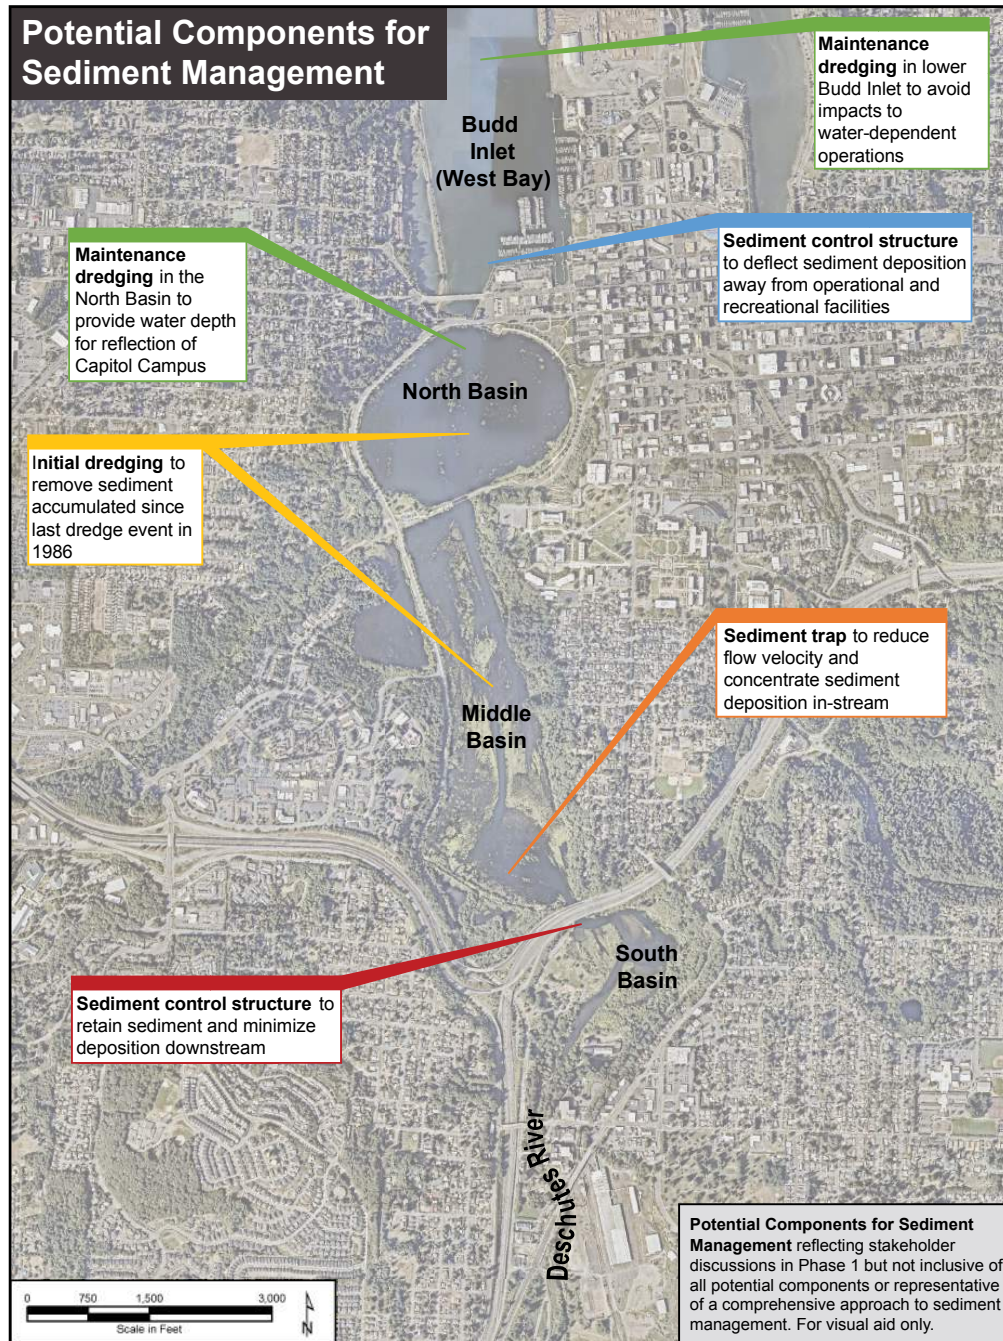 Potential Components for
Sediment Management
Maintenance
dredging in lower
Budd Inlet to avoid
impacts to
water-dependent
operations
Budd
Inlet
(West Bay)
Sediment control structure
to deflect sediment deposition
away from operational and
recreational facilities
Maintenance
dredging in the
North Basin to
provide water depth
for reflection of
Capitol Campus
North Basin
Initial dredging to
remove sediment
accumulated since
last dredge event in
1986
Sediment trap to reduce
flow velocity and
concentrate sediment
deposition in-stream
Middle
Basin
South
Basin
Sediment control structure to
retain sediment and minimize
deposition downstream
Deschutes River
Potential Components for Sediment
Management reflecting stakeholder
discussions in Phase 1 but not inclusive of
all potential components or representative
of a comprehensive approach to sediment
management. For visual aid only.
0 750 1,500 3,000
Scale in Feet
N